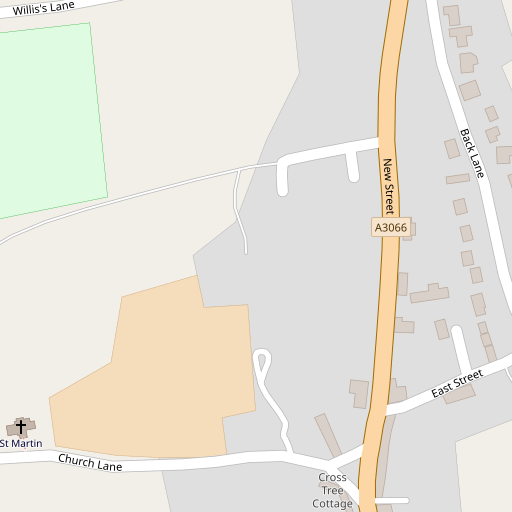 Willis's Lane
Back Lane
New Street
A3066
East Street
St Martin
Church Lane
Cross
Tree
Cottage